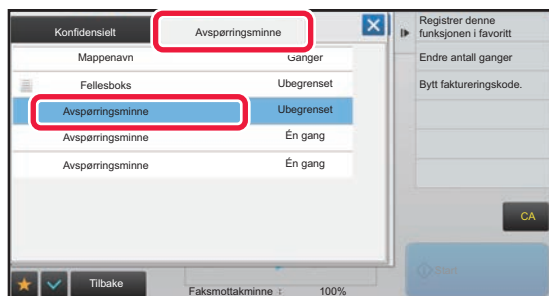 Konfidensielt
Avspørringsminne
Mappenavn
Ganger
Fellesboks
Ubegrenset
Avspørringsminne
Ubegrenset
Avspørringsminne
Én gang
Avspørringsminne
Én gang
Tilbake
Faksmottakminne : 100%
Registrer denne
funksjonen i favoritt
Endre antall ganger
Bytt faktureringskode.
CA
Start